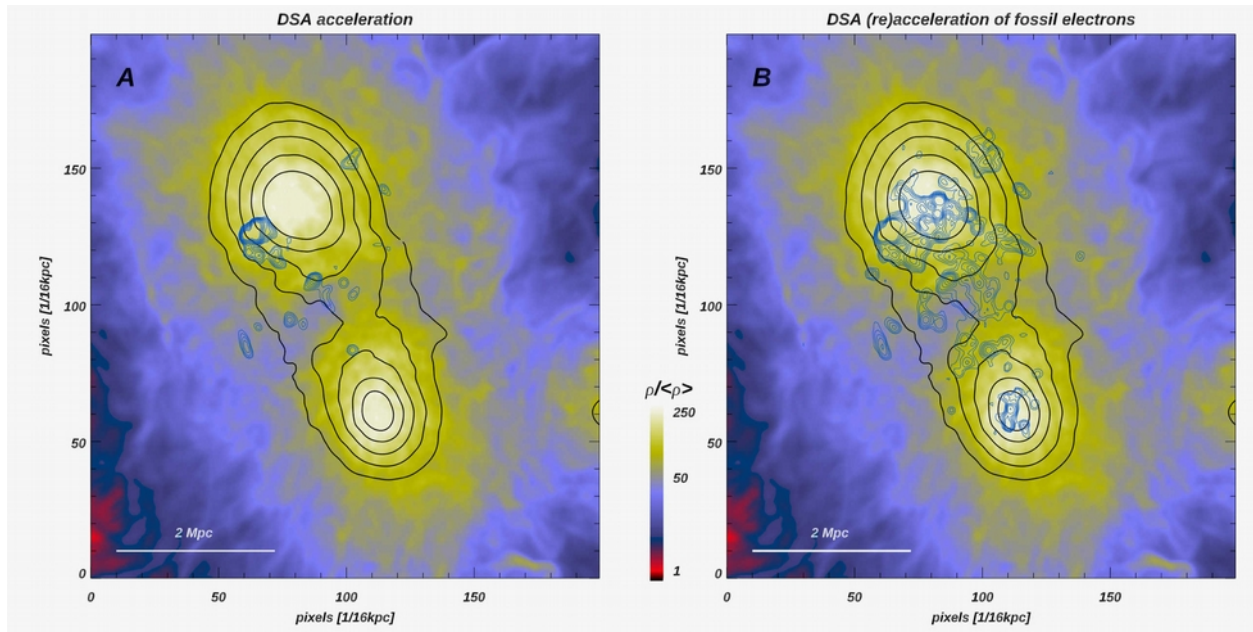 DSA acceleration
A
150
100
50
0
pixels [1/16kpc]
2 Mpc
0
50
100
150
pixels [1/16kpc]
ρ/<ρ>
250
50
1
DSA (re)acceleration of fossil electrons
B
150
100
50
0
pixels [1/16kpc]
2 Mpc
0
50
100
150
pixels [1/16kpc]